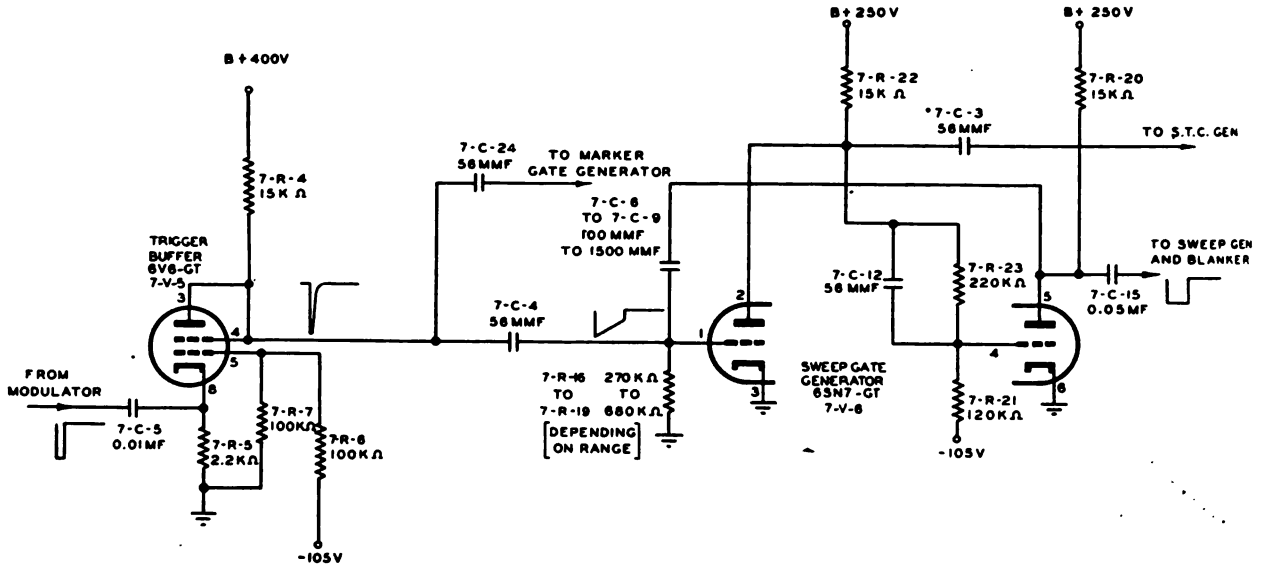 B+ 250V
B+ 250V
B+400V
7-R-22
15K Ω
7-R-20
15K Ω
*7-C-3
56MMF
TO S.T.C. GEN
7-C-24
56MMF
TO MARKER
GATE GENERATOR
7-R-4
15K Ω
7-C-6
TO 7-C-9
100 MMF
TO 1500 MMF
TRIGGER
BUFFER
6V6-GT
7-V-5
3
4
5
8
7-C-4
56MMF
1
2
3
7-C-12
56MMF
7-R-23
220KΩ
5
4
6
TO SWEEP GEN
AND BLANKER
7-C-15
0.05MF
FROM
MODULATOR
7-C-5
0.01MF
7-R-5
2.2KΩ
7-R-7
100KΩ
7-R-6
100KΩ
-105V
7-R-16 270KΩ
TO TO
7-R-19 680KΩ
[DEPENDING
ON RANGE]
SWEEP GATE
GENERATOR
6SN7-GT
7-V-6
7-R-21
120KΩ
-105V